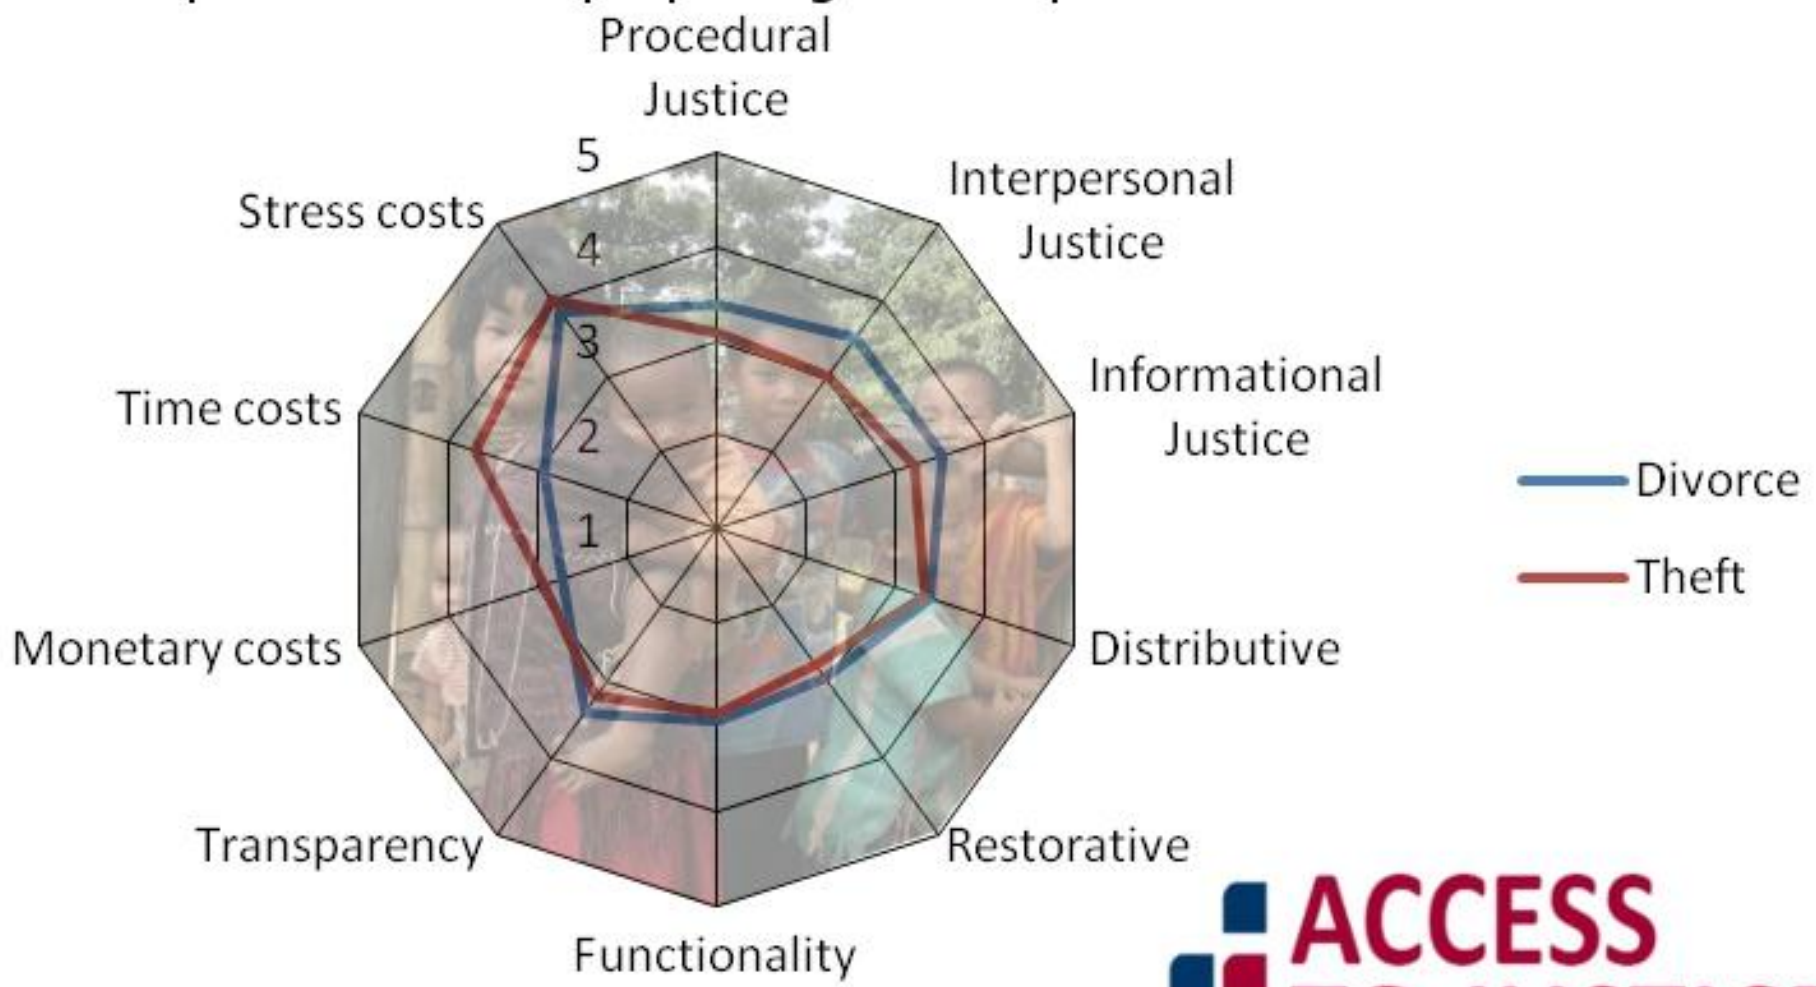 Procedural
Justice
5
Interpersonal
Justice
Stress costs
4
3
Informational
Justice
Time costs
2
Divorce
1
Theft
Monetary costs
Distributive
Transparency
Restorative
ACCESS
Functionality